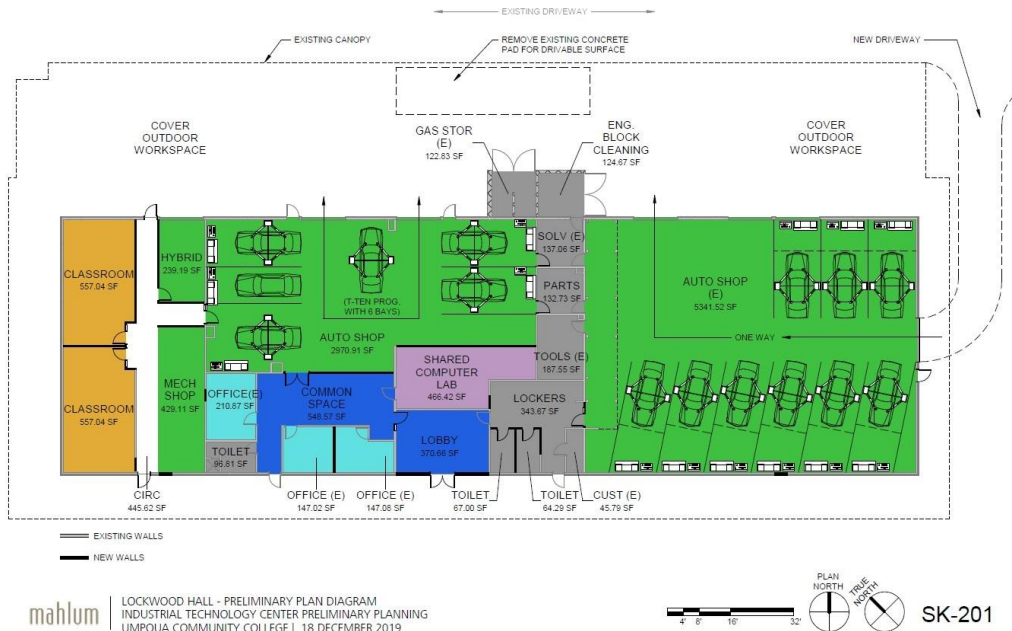 EXISTING DRIVEWAY
EXISTING CANOPY
REMOVE EXISTING CONCRETE
PAD FOR DRIVABLE SURFACE
NEW DRIVEWAY
COVER
OUTDOOR
WORKSPACE
GAS STOR
(E)
122.83 SF
ENG.
BLOCK
CLEANING
124.67 SF
COVER
OUTDOOR
WORKSPACE
CLASSROOM
557.04 SF
HYBRID
239.19 SF
(T-TEN PROG.
WITH 6 BAYS)
AUTO SHOP
2970.91 SF
SOLV (E)
137.06 SF
PARTS
132.73 SF
TOOLS (E)
187.55 SF
AUTO SHOP
(E)
5341.52 SF
ONE WAY
CLASSROOM
557.04 SF
MECH
SHOP
429.11 SF
OFFICE(E)
210.87 SF
TOILET
96.81 SF
COMMON
SPACE
548.57 SF
SHARED
COMPUTER
LAB
466.42 SF
LOBBY
370.66 SF
LOCKERS
343.67 SF
CIRC
445.62 SF
OFFICE (E)
147.02 SF
OFFICE (E)
147.08 SF
TOILET
67.00 SF
TOILET
64.29 SF
CUST (E)
45.79 SF
EXISTING WALLS
NEW WALLS
mahlum
LOCKWOOD HALL - PRELIMINARY PLAN DIAGRAM
INDUSTRIAL TECHNOLOGY CENTER PRELIMINARY PLANNING
UMPQUA COMMUNITY COLLEGE | 18 DECEMBER 2019
4' 8' 16' 32'
PLAN
NORTH
TRUE
NORTH
SK-201